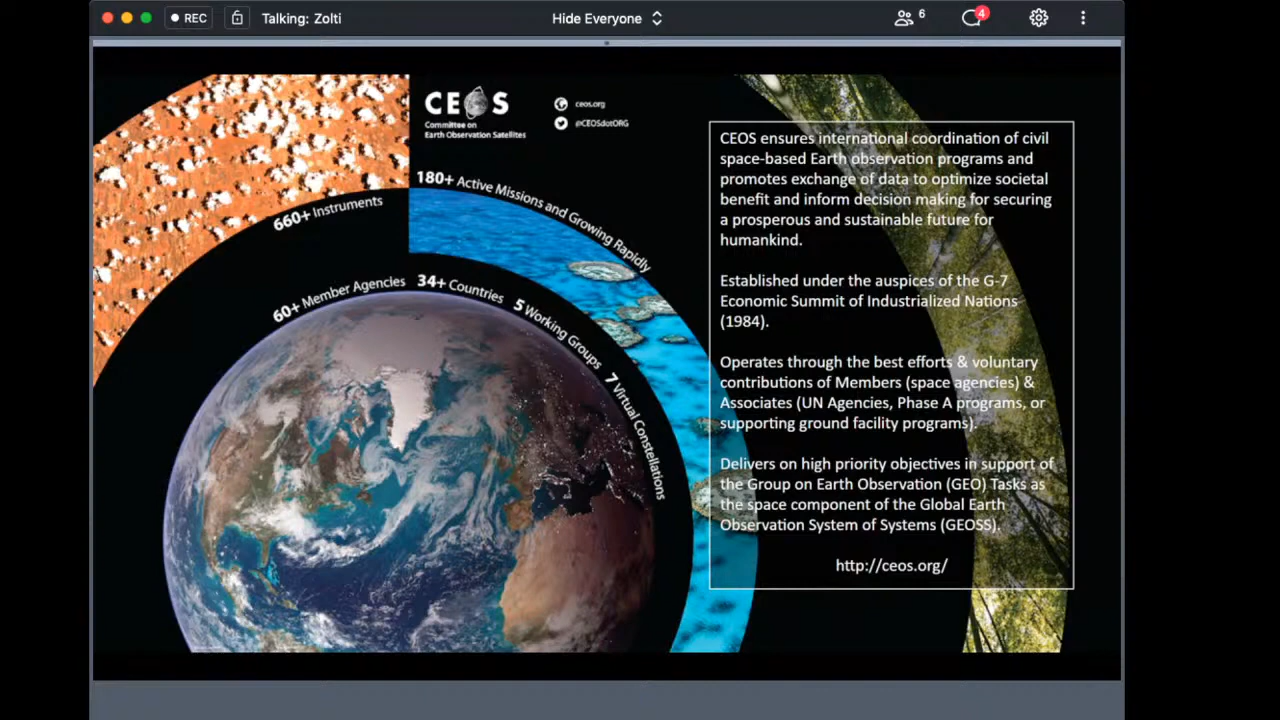 REC
Talking: Zolti
Hide Everyone
6
4
CEOS
Committee on
Earth Observation Satellites
ceos.org
@CEOSdotORG
660+ Instruments
180+ Active Missions and Growing Rapidly
60+ Member Agencies
34+ Countries
5 Working Groups
7 Virtual Constellations
CEOS ensures international coordination of civil
space-based Earth observation programs and
promotes exchange of data to optimize societal
benefit and inform decision making for securing
a prosperous and sustainable future for
humankind.
Established under the auspices of the G-7
Economic Summit of Industrialized Nations
(1984).
Operates through the best efforts & voluntary
contributions of Members (space agencies) &
Associates (UN Agencies, Phase A programs, or
supporting ground facility programs).
Delivers on high priority objectives in support of
the Group on Earth Observation (GEO) Tasks as
the space component of the Global Earth
Observation System of Systems (GEOSS).
http://ceos.org/